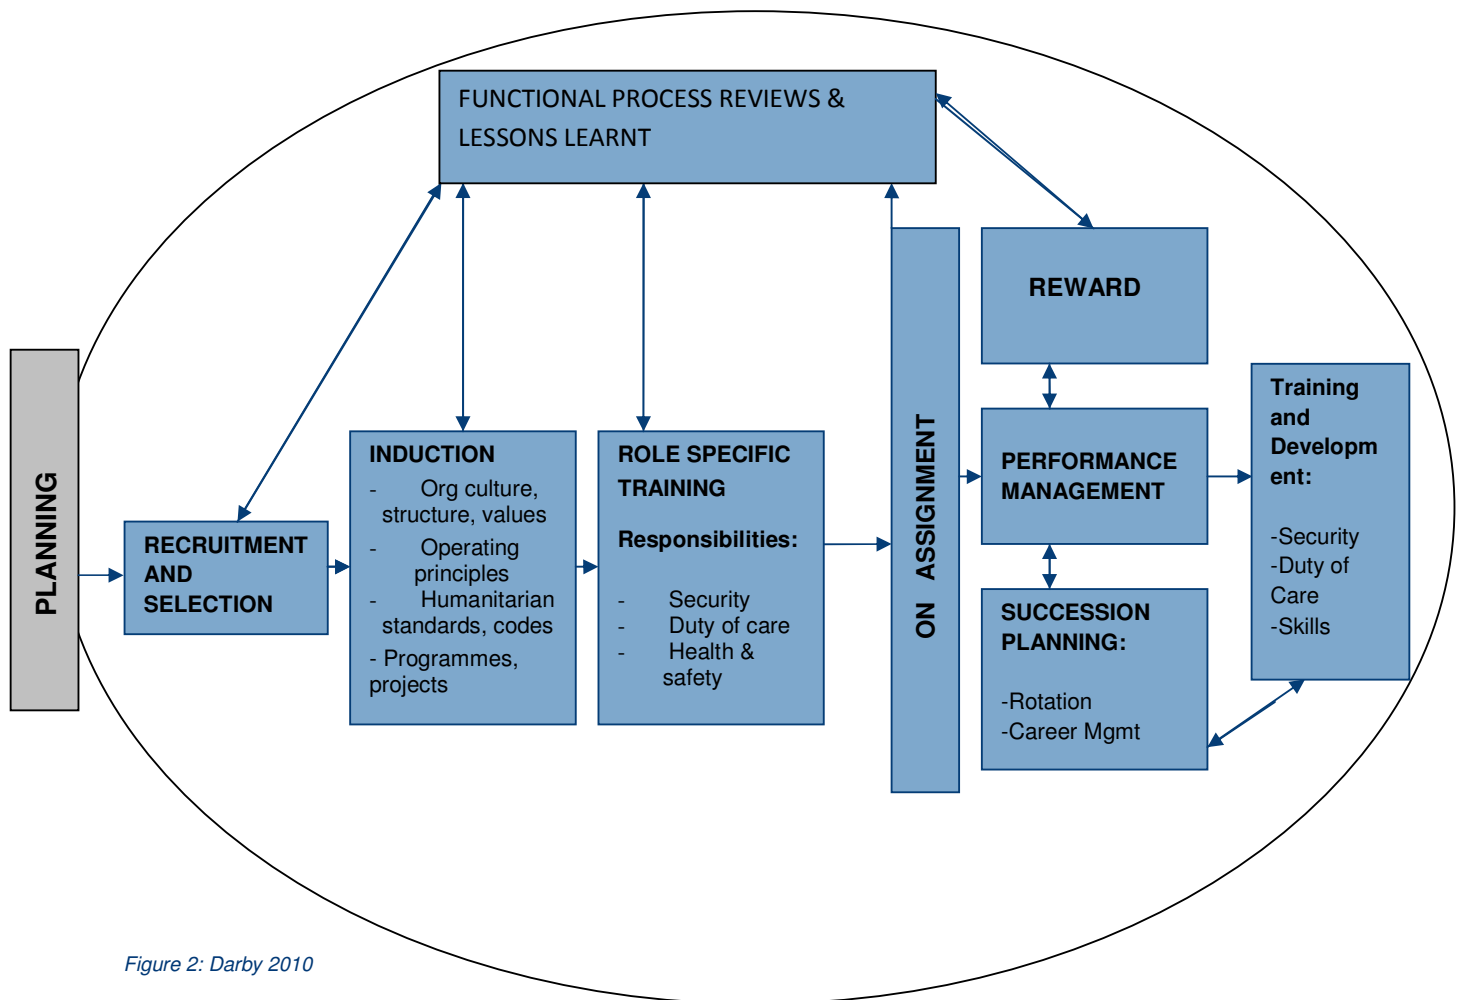 FUNCTIONAL PROCESS REVIEWS &
LESSONS LEARNT
PLANNING
RECRUITMENT
AND
SELECTION
INDUCTION
- Org culture,
structure, values
- Operating
principles
- Humanitarian
standards, codes
- Programmes,
projects
ROLE SPECIFIC
TRAINING
Responsibilities:
- Security
- Duty of care
- Health &
safety
ON ASSIGNMENT
REWARD
PERFORMANCE
MANAGEMENT
SUCCESSION
PLANNING:
-Rotation
-Career Mgmt
Training
and
Developm
ent:
-Security
-Duty of
Care
-Skills
Figure 2: Darby 2010